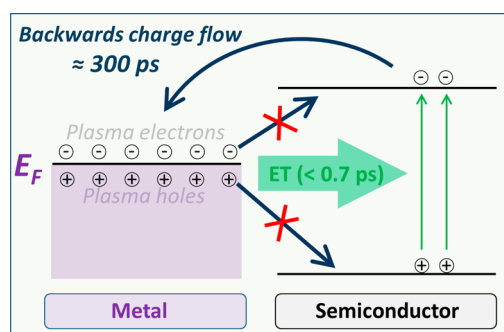 Backwards charge flow
≈ 300 ps
Plasma electrons
E_F
Plasma holes
ET (< 0.7 ps)
Metal
Semiconductor